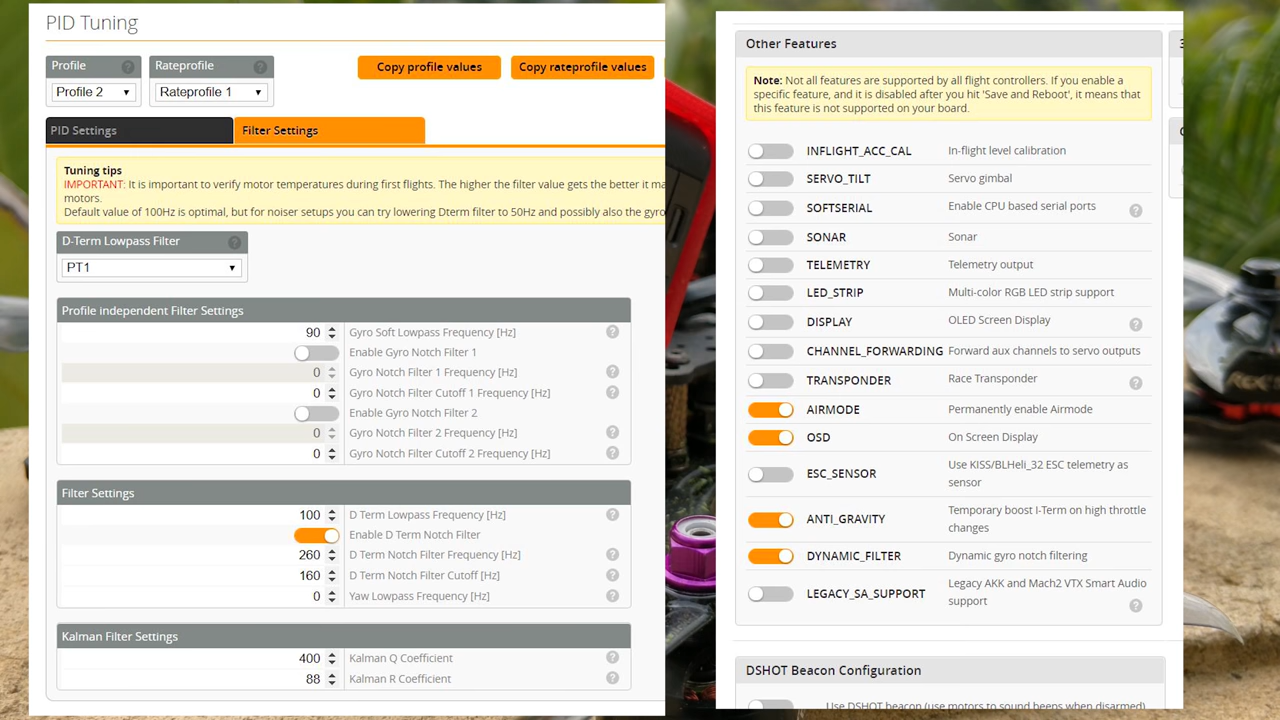 PID Tuning
Profile
Rateprofile
Profile 2
Rateprofile 1
Copy profile values
Copy rateprofile values
PID Settings
Filter Settings
Tuning tips
IMPORTANT: It is important to verify motor temperatures during first flights. The higher the filter value gets the better it ma
motors.
Default value of 100Hz is optimal, but for noiser setups you can try lowering Dterm filter to 50Hz and possibly also the gyro
D-Term Lowpass Filter
PT1
Profile independent Filter Settings
90 Gyro Soft Lowpass Frequency [Hz]
Enable Gyro Notch Filter 1
0 Gyro Notch Filter 1 Frequency [Hz]
0 Gyro Notch Filter Cutoff 1 Frequency [Hz]
Enable Gyro Notch Filter 2
0 Gyro Notch Filter 2 Frequency [Hz]
0 Gyro Notch Filter Cutoff 2 Frequency [Hz]
Filter Settings
100 D Term Lowpass Frequency [Hz]
Enable D Term Notch Filter
260 D Term Notch Filter Frequency [Hz]
160 D Term Notch Filter Cutoff [Hz]
0 Yaw Lowpass Frequency [Hz]
Kalman Filter Settings
400 Kalman Q Coefficient
88 Kalman R Coefficient
Other Features
Note: Not all features are supported by all flight controllers. If you enable a
specific feature, and it is disabled after you hit 'Save and Reboot', it means that
this feature is not supported on your board.
INFLIGHT_ACC_CAL In-flight level calibration
SERVO_TILT Servo gimbal
SOFTSERIAL Enable CPU based serial ports
SONAR Sonar
TELEMETRY Telemetry output
LED_STRIP Multi-color RGB LED strip support
DISPLAY OLED Screen Display
CHANNEL_FORWARDING Forward aux channels to servo outputs
TRANSPONDER Race Transponder
AIRMODE Permanently enable Airmode
OSD On Screen Display
ESC_SENSOR Use KISS/BLHeli_32 ESC telemetry as
sensor
ANTI_GRAVITY Temporary boost I-Term on high throttle
changes
DYNAMIC_FILTER Dynamic gyro notch filtering
LEGACY_SA_SUPPORT Legacy AKK and Mach2 VTX Smart Audio
support
DSHOT Beacon Configuration
Use DSHOT beacon (use motors to sound beeps when disarmed)